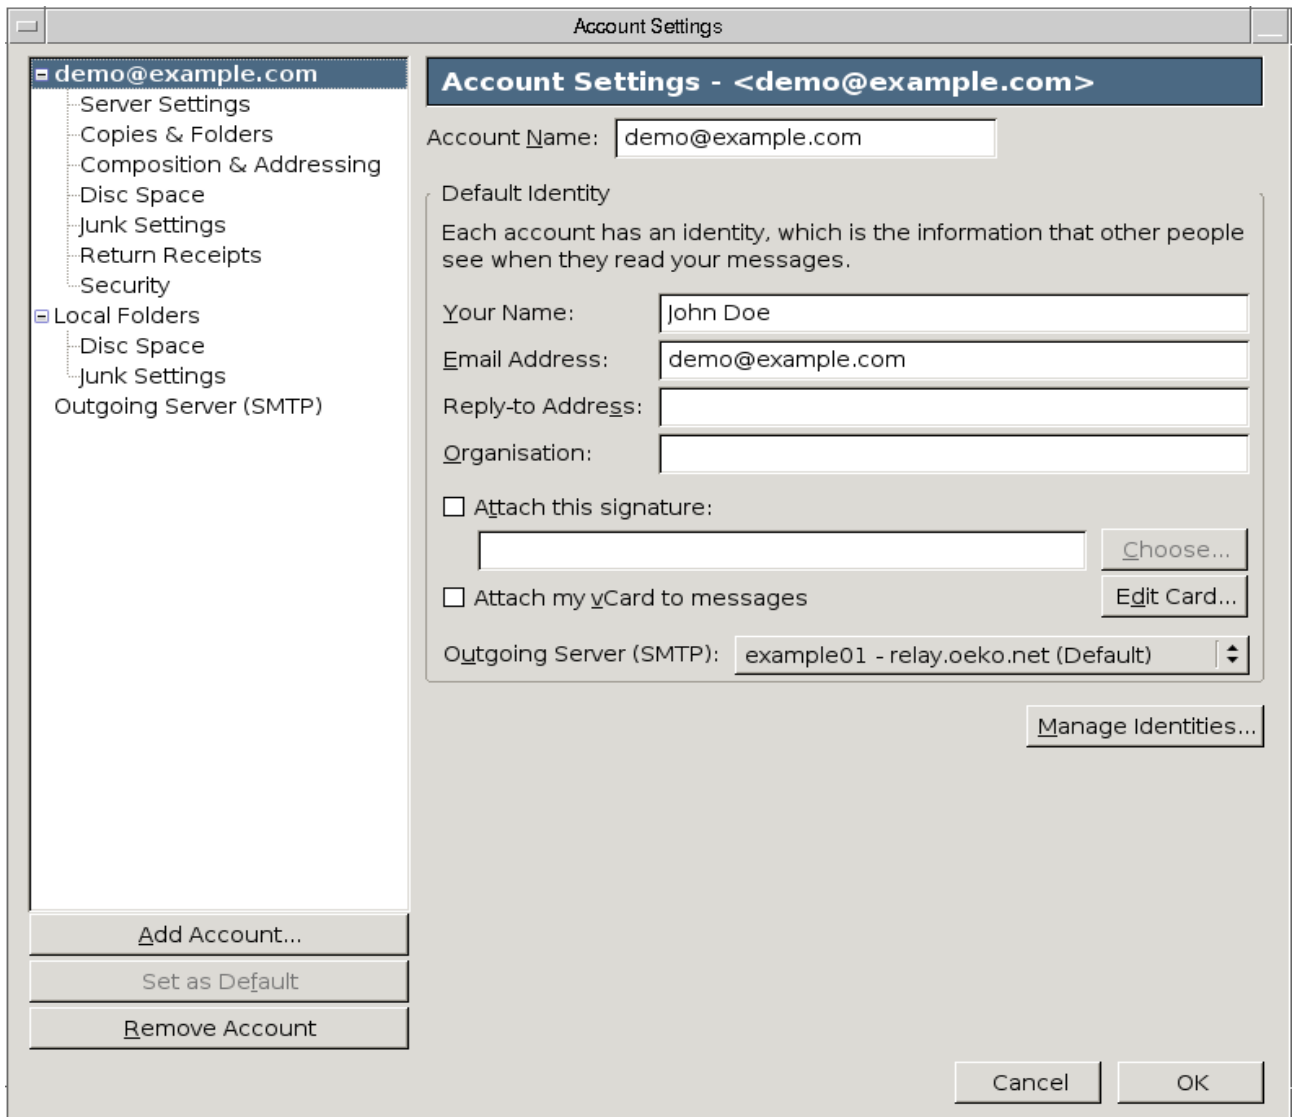 Account Settings
demo@example.com
Server Settings
Copies & Folders
Composition & Addressing
Disc Space
Junk Settings
Return Receipts
Security
Local Folders
Disc Space
Junk Settings
Outgoing Server (SMTP)
Add Account...
Set as Default
Remove Account
Account Settings - <demo@example.com>
Account Name: demo@example.com
Default Identity
Each account has an identity, which is the information that other people
see when they read your messages.
Your Name: John Doe
Email Address: demo@example.com
Reply-to Address:
Organisation:
Attach this signature:
Choose...
Attach my vCard to messages
Edit Card...
Outgoing Server (SMTP): example01 - relay.oeko.net (Default)
Manage Identities...
Cancel
OK